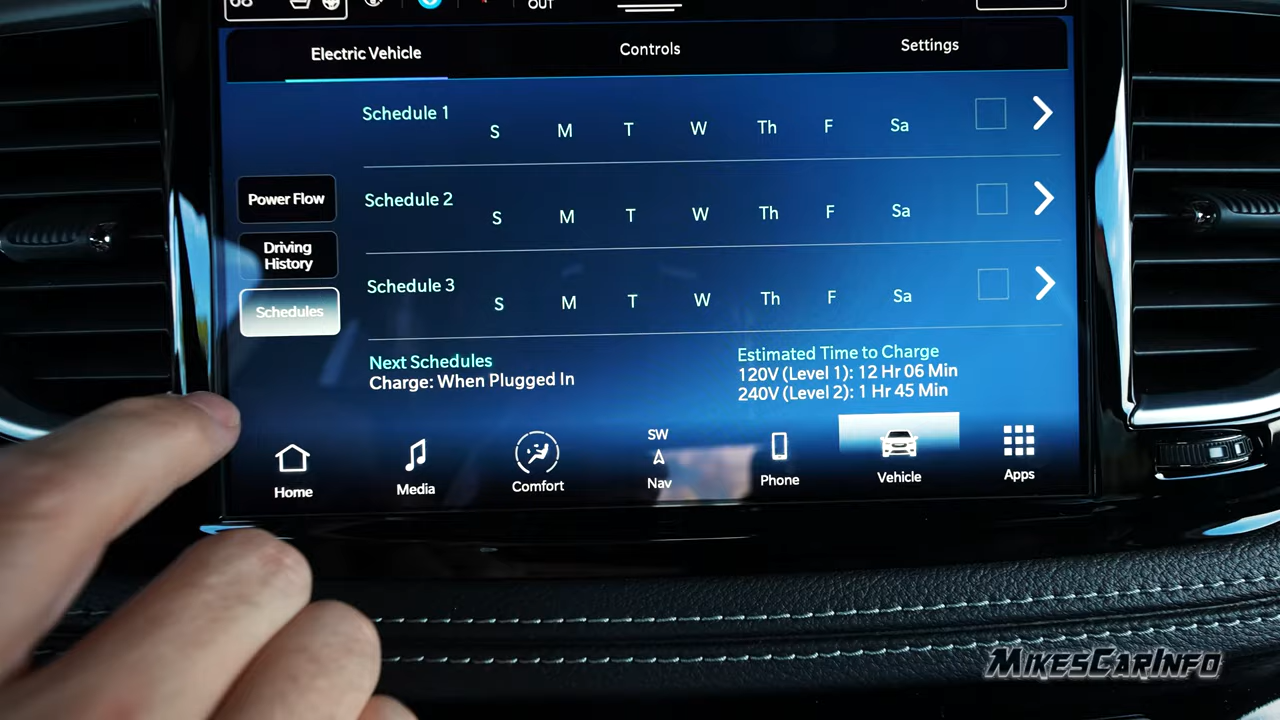 68
OUT
Electric Vehicle Controls Settings
Schedule 1 S M T W Th F Sa
Schedule 2 S M T W Th F Sa
Schedule 3 S M T W Th F Sa
Power Flow
Driving
History
Schedules
Next Schedules
Charge: When Plugged In
Estimated Time to Charge
120V (Level 1): 12 Hr 06 Min
240V (Level 2): 1 Hr 45 Min
SW
Home Media Comfort Nav Phone Vehicle Apps
MikesCarInfo